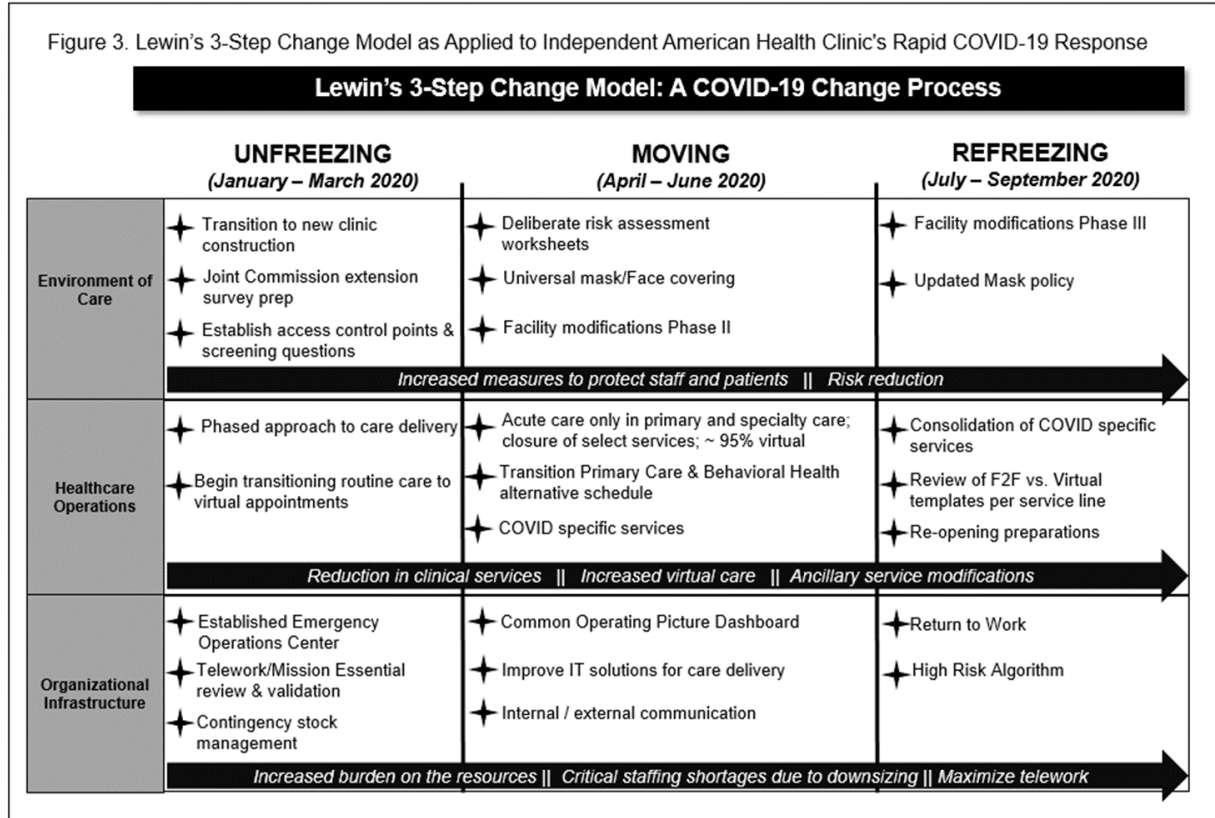 Figure 3. Lewin's 3-Step Change Model as Applied to Independent American Health Clinic's Rapid COVID-19 Response
Lewin's 3-Step Change Model: A COVID-19 Change Process
UNFREEZING
(January – March 2020)
MOVING
(April – June 2020)
REFREEZING
(July – September 2020)
Environment of
Care
Transition to new clinic
construction
Joint Commission extension
survey prep
Establish access control points &
screening questions
Deliberate risk assessment
worksheets
Universal mask/Face covering
Facility modifications Phase II
Facility modifications Phase III
Updated Mask policy
Increased measures to protect staff and patients || Risk reduction
Healthcare
Operations
Phased approach to care delivery
Begin transitioning routine care to
virtual appointments
Acute care only in primary and specialty care;
closure of select services; ~ 95% virtual
Transition Primary Care & Behavioral Health
alternative schedule
COVID specific services
Consolidation of COVID specific
services
Review of F2F vs. Virtual
templates per service line
Re-opening preparations
Reduction in clinical services || Increased virtual care || Ancillary service modifications
Organizational
Infrastructure
Established Emergency
Operations Center
Telework/Mission Essential
review & validation
Contingency stock
management
Common Operating Picture Dashboard
Improve IT solutions for care delivery
Internal / external communication
Return to Work
High Risk Algorithm
Increased burden on the resources || Critical staffing shortages due to downsizing || Maximize telework